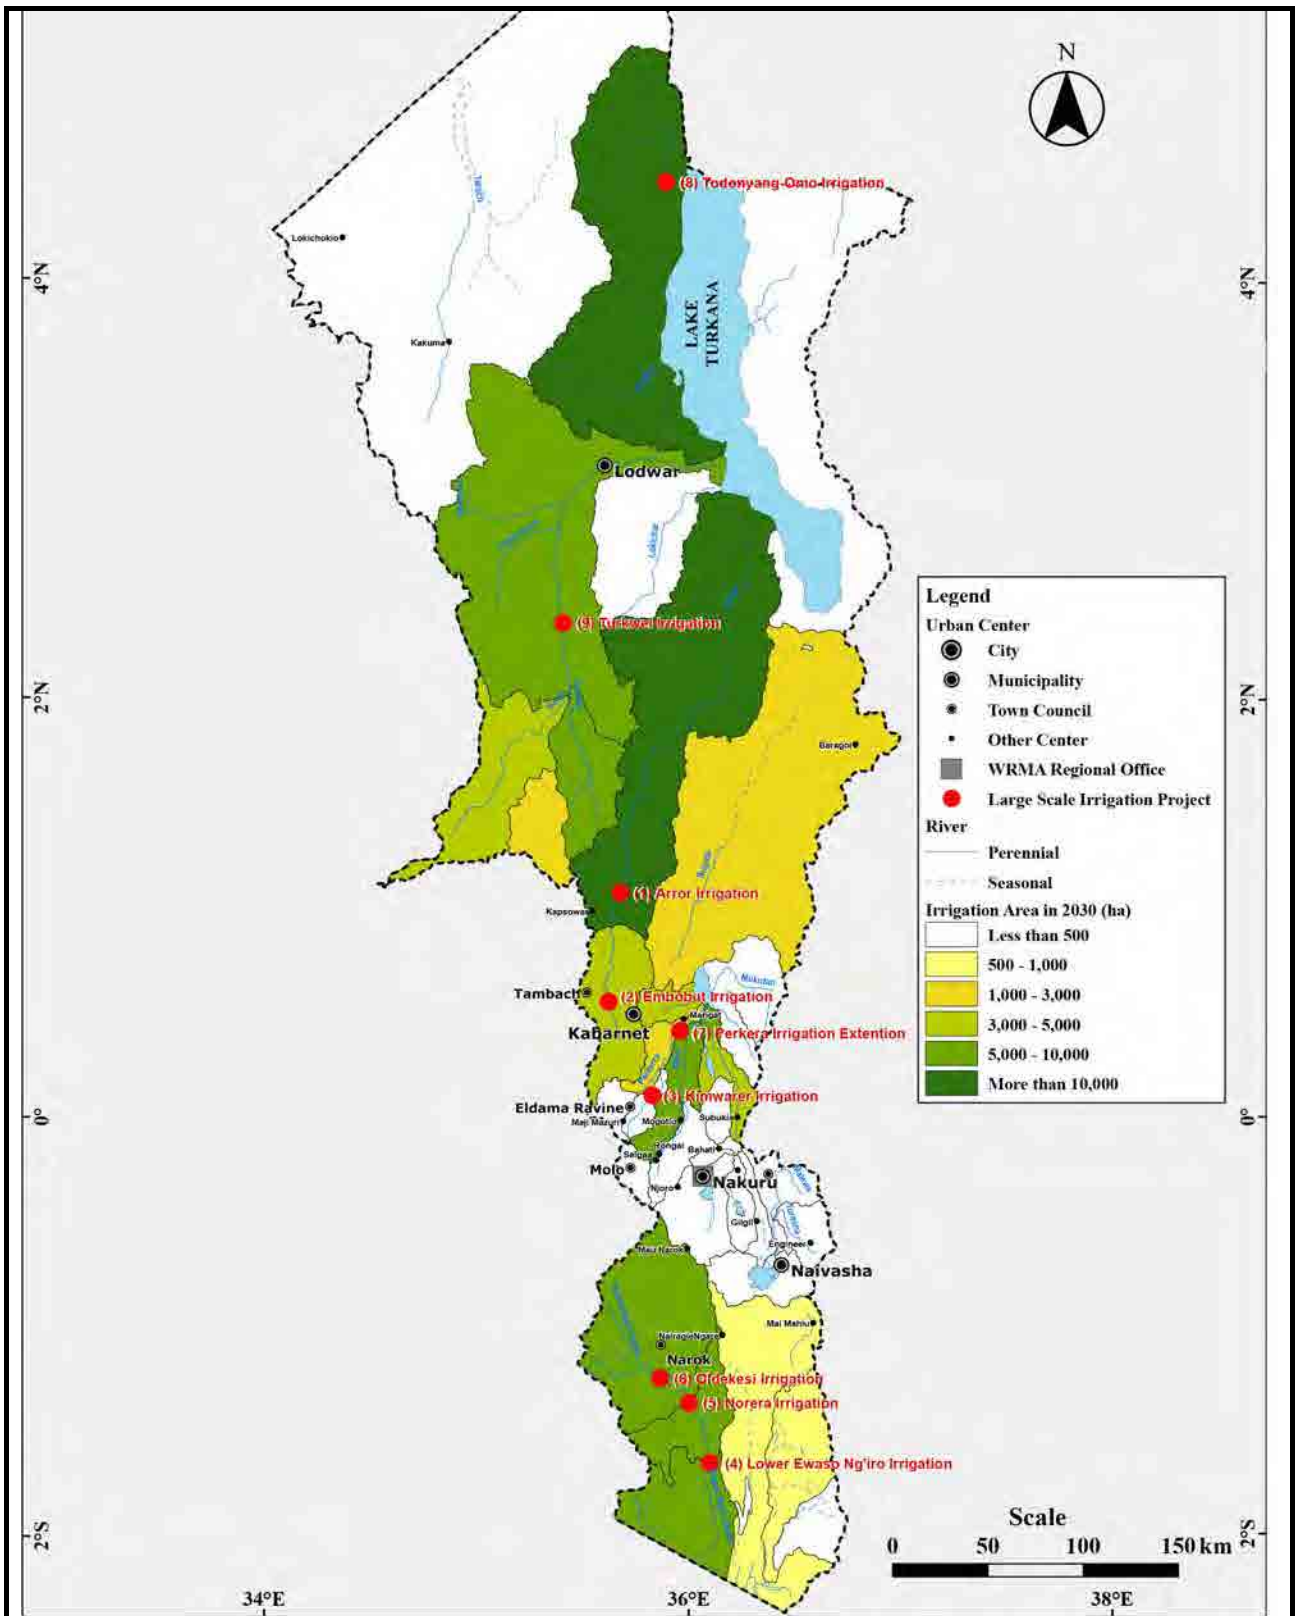 N
(8) Todonyang-Omo Irrigation
Tarach
Lokichokio
4°N
4°N
LAKE
TURKANA
Kakuma
Lodwar
(9) Turkwel Irrigation
2°N
2°N
Baragoi
Suguta
(1) Arror Irrigation
Kapsowar
Mukutan
Tambach
(2) Embobut Irrigation
Kabarnet
Marigat
(7) Perkera Irrigation Extention
(3) Kimwarer Irrigation
Eldama Ravine
Maji Mazuri
Mogotio
Subukia
0°
0°
Rongai
Salgaa
Bahati
Molo
Nakuru
Njoro
Gilgil
Engineer
Mau Narok
Naivasha
Mai Mahiu
NairagieNgare
Narok
(6) Oldekesi Irrigation
(5) Norera Irrigation
(4) Lower Ewaso Ng'iro Irrigation
2°S
2°S
34°E
36°E
38°E
Legend
Urban Center
City
Municipality
Town Council
Other Center
WRMA Regional Office
Large Scale Irrigation Project
River
Perennial
Seasonal
Irrigation Area in 2030 (ha)
Less than 500
500 - 1,000
1,000 - 3,000
3,000 - 5,000
5,000 - 10,000
More than 10,000
Scale
0 50 100 150 km